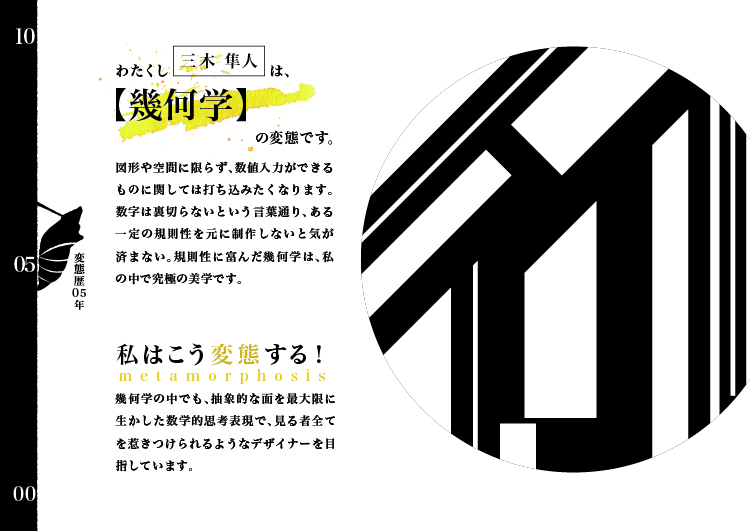 10
05
00
変態歴05年
わたくし 三木 隼人 は、
【幾何学】
の変態です。
図形や空間に限らず、数値入力ができる
ものに関しては打ち込みたくなります。
数字は裏切らないという言葉通り、ある
一定の規則性を元に制作しないと気が
済まない。規則性に富んだ幾何学は、私
の中で究極の美学です。
私はこう変態する！
metamorphosis
幾何学の中でも、抽象的な面を最大限に
生かした数学的思考表現で、見る者全て
を惹きつけられるようなデザイナーを目
指しています。